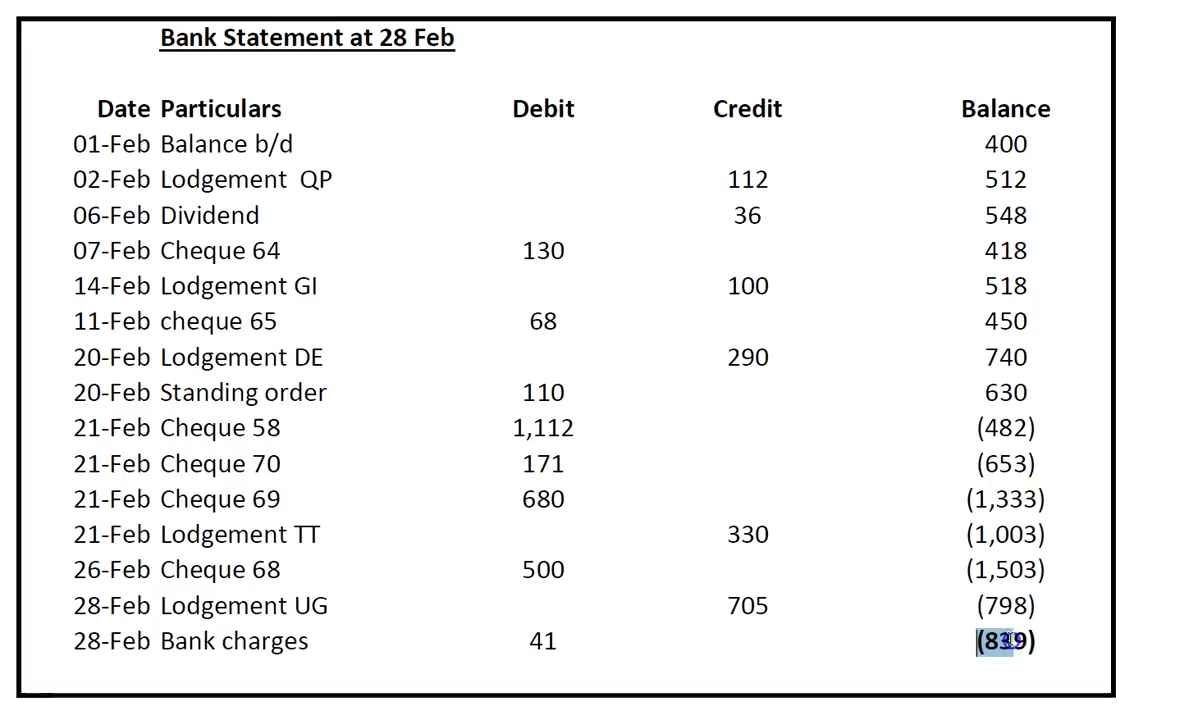 Bank Statement at 28 Feb
Date Particulars Debit Credit Balance
01-Feb Balance b/d 400
02-Feb Lodgement QP 112 512
06-Feb Dividend 36 548
07-Feb Cheque 64 130 418
14-Feb Lodgement GI 100 518
11-Feb cheque 65 68 450
20-Feb Lodgement DE 290 740
20-Feb Standing order 110 630
21-Feb Cheque 58 1,112 (482)
21-Feb Cheque 70 171 (653)
21-Feb Cheque 69 680 (1,333)
21-Feb Lodgement TT 330 (1,003)
26-Feb Cheque 68 500 (1,503)
28-Feb Lodgement UG 705 (798)
28-Feb Bank charges 41 (839)